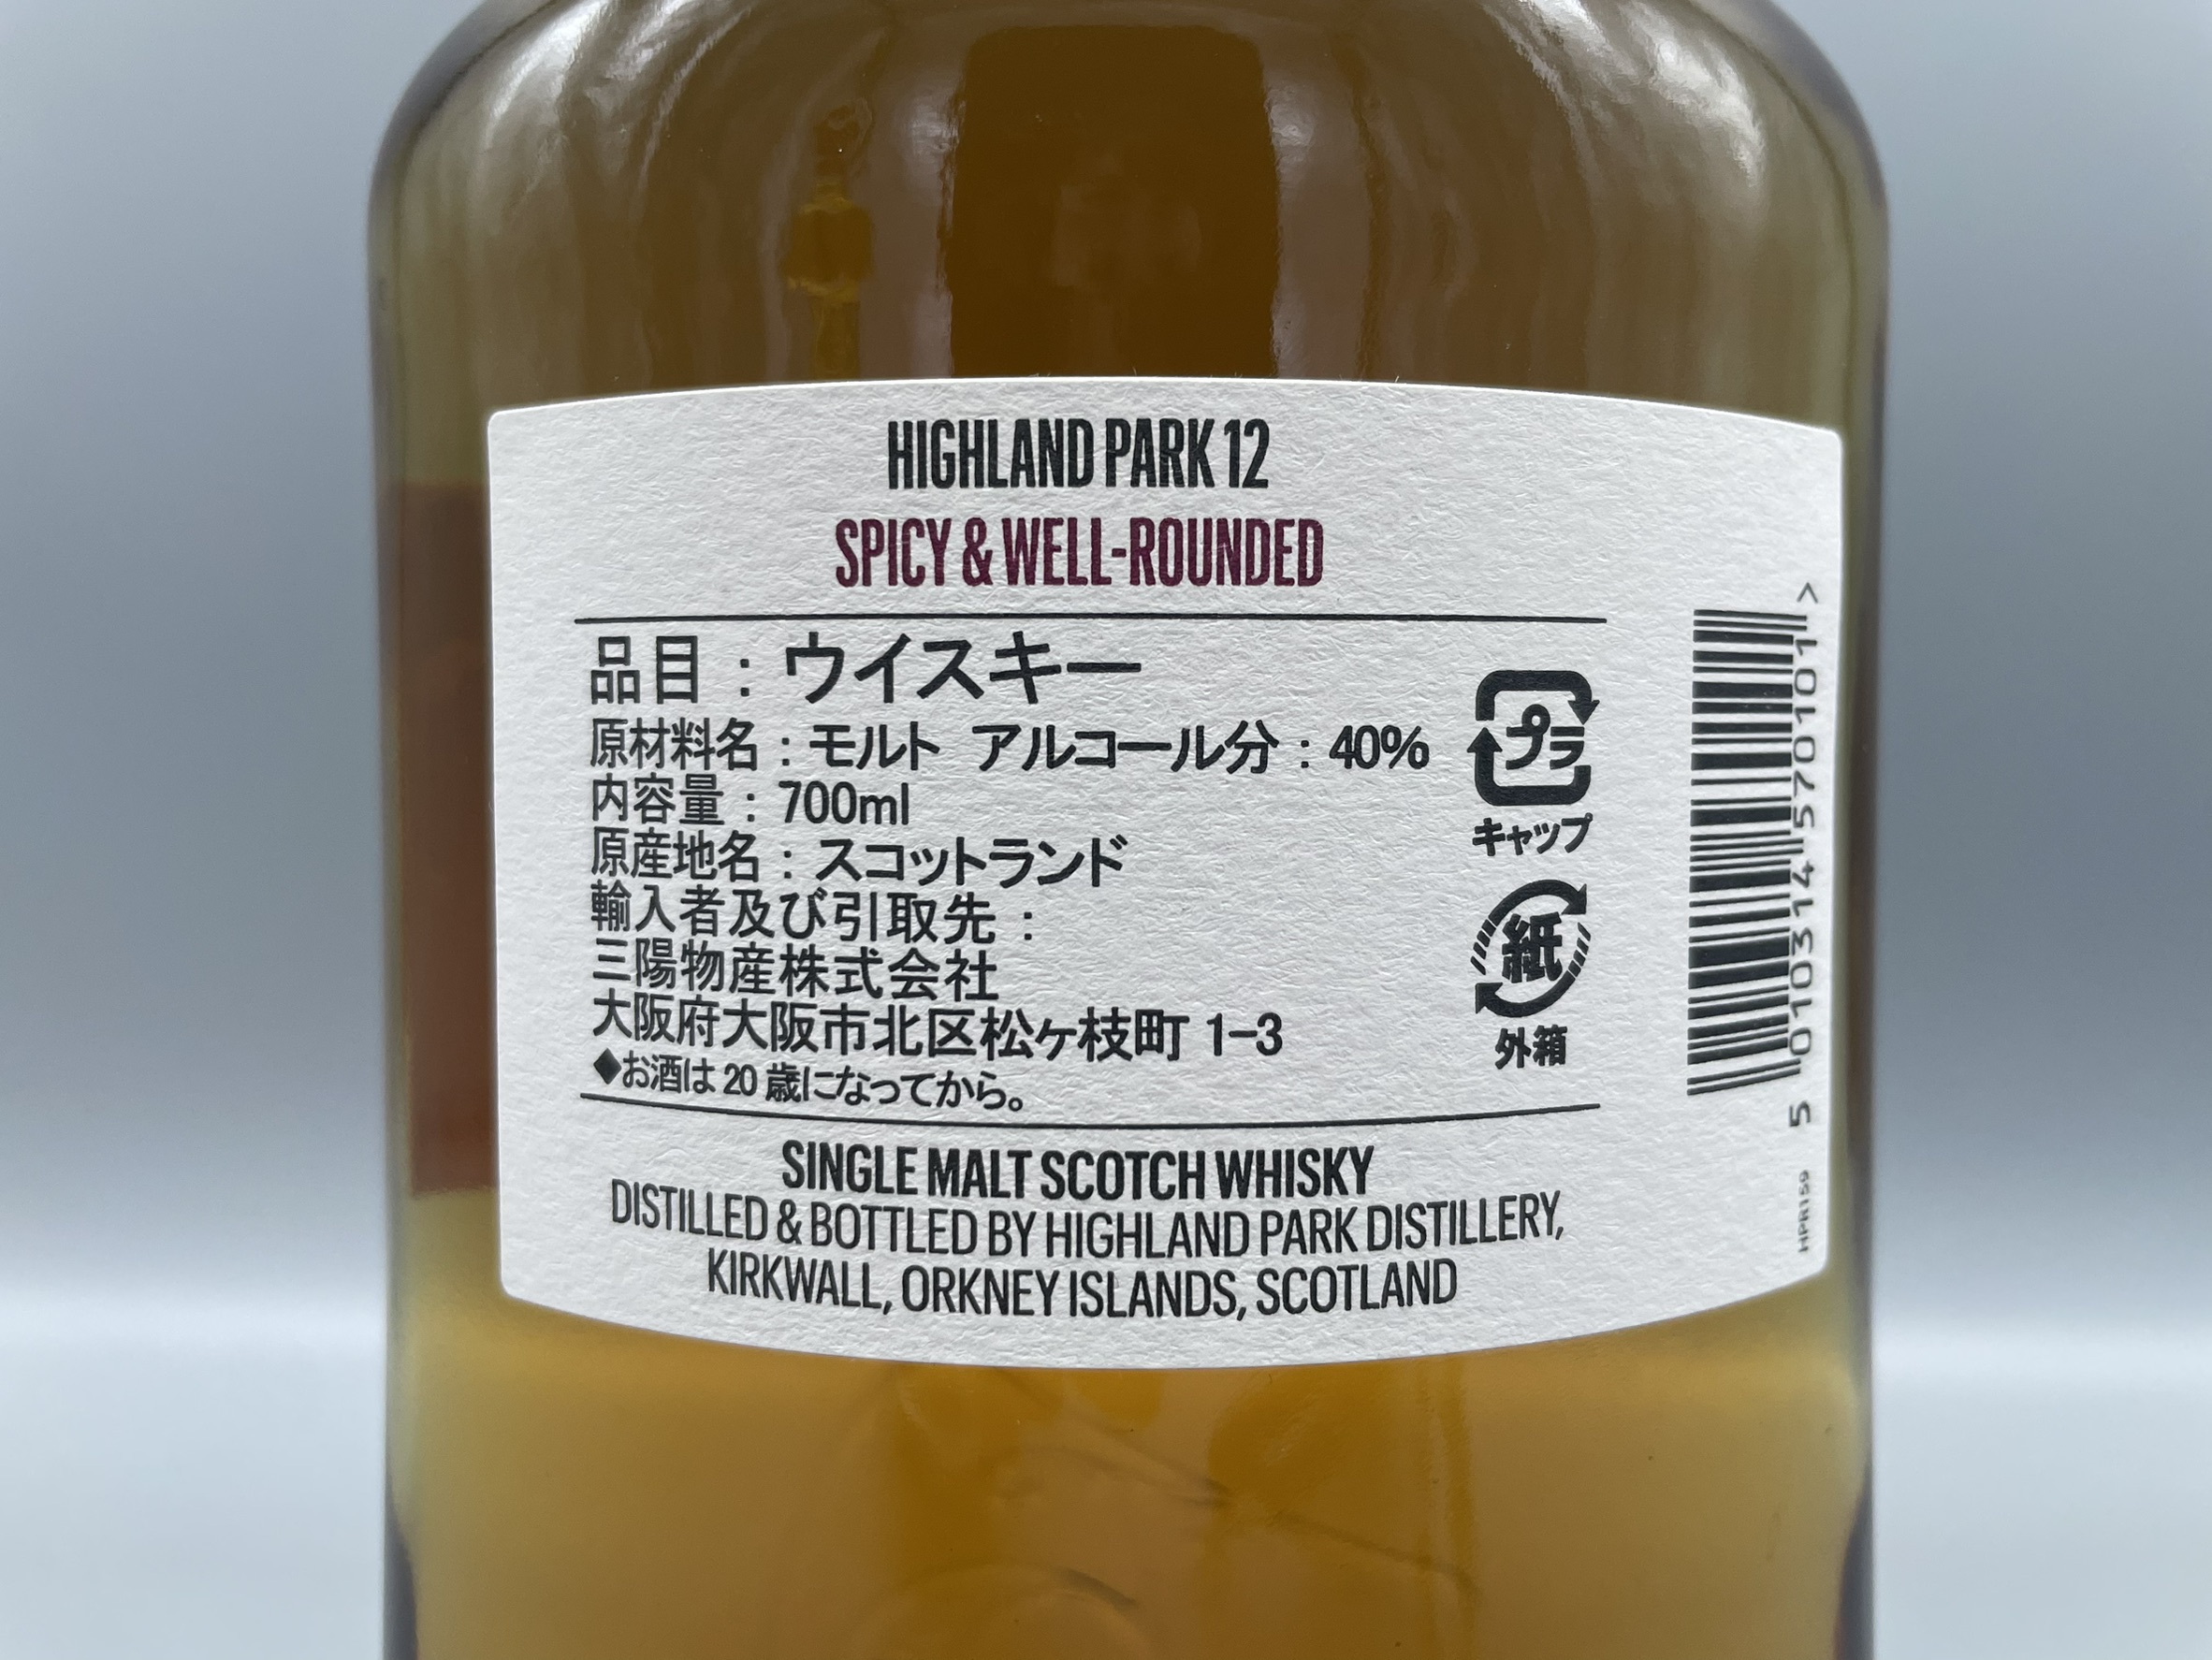 HIGHLAND PARK 12
SPICY & WELL-ROUNDED
品目：ウイスキー
原材料名：モルト アルコール分：40%
内容量：700ml
原産地名：スコットランド
輸入者及び引取先：
三陽物産株式会社
大阪府大阪市北区松ヶ枝町 1-3
◆お酒は 20 歳になってから。
プラ
キャップ
紙
外箱
SINGLE MALT SCOTCH WHISKY
DISTILLED & BOTTLED BY HIGHLAND PARK DISTILLERY,
KIRKWALL, ORKNEY ISLANDS, SCOTLAND
5 010314 570101 >
HPR159